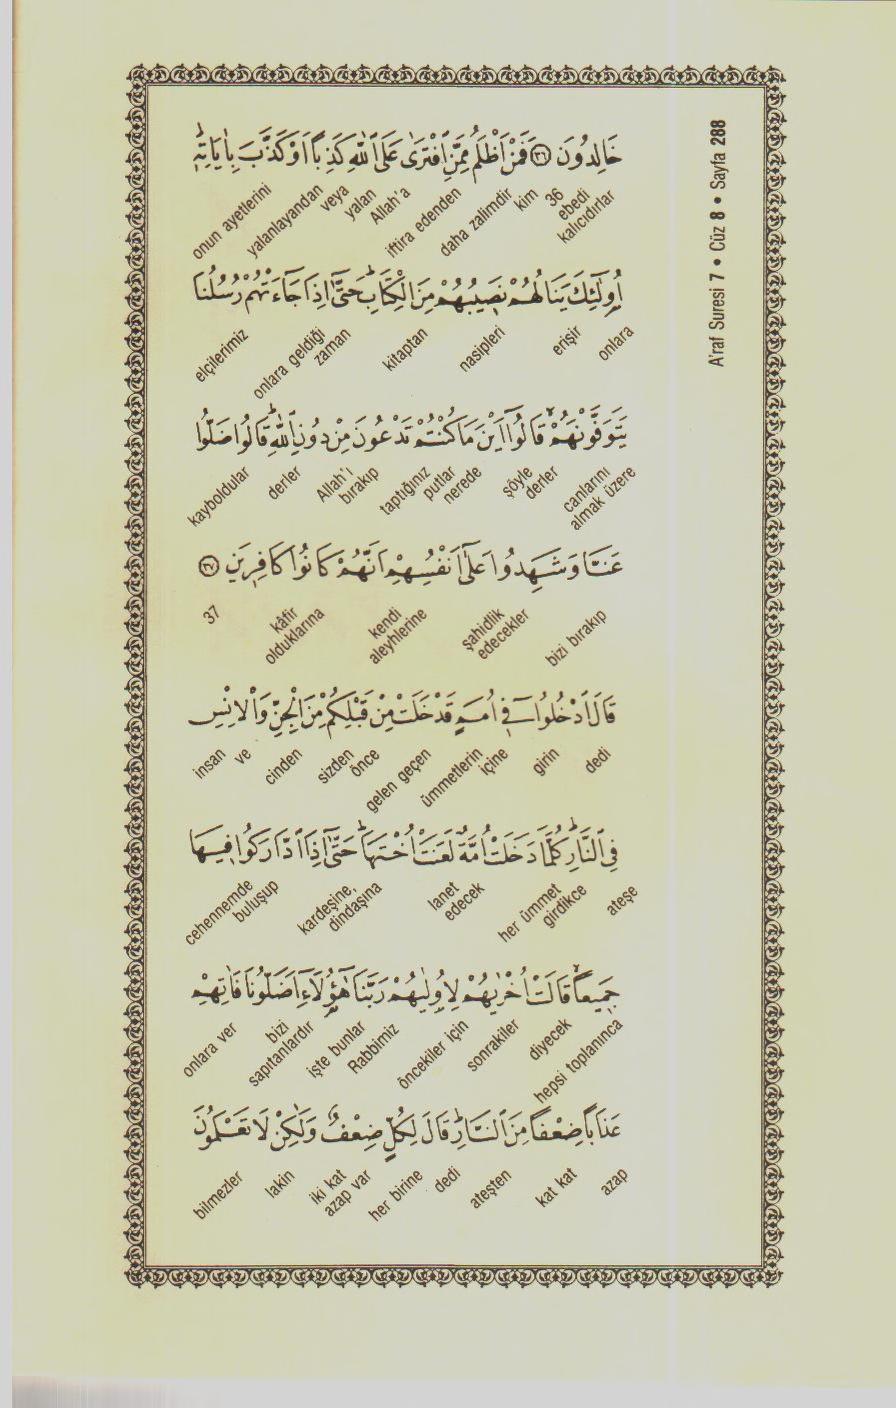 A'raf Suresi 7 • Cüz 8 • Sayfa 288
خَالِدُونَ ﴿٣٦﴾ فَمَنْ اَظْلَمُ مِمَّنِ افْتَرٰى عَلَى اللّٰهِ كَذِباً اَوْ كَذَّبَ بِاٰيَاتِهٖۜ
ebedi kalıcıdırlar 36 kim daha zalimdir iftira edenden Allah'a yalan veya yalanlayandan onun ayetlerini
اُو۬لٰٓئِكَ يَنَالُهُمْ نَصٖيبُهُمْ مِنَ الْكِتَابِۜ حَتّٰٓى اِذَا جَٓاءَتْهُمْ رُسُلُنَا
onlara erişir nasipleri kitaptan onlara geldiği zaman elçilerimiz
يَتَوَفَّوْنَهُمْۙ قَالُٓوا اَيْنَ مَا كُنْتُمْ تَدْعُونَ مِنْ دُونِ اللّٰهِۜ قَالُوا ضَلُّوا
canlarını almak üzere derler şöyle nerede putlar taptığınız Allah'ı bırakıp derler kayboldular
عَنَّا وَشَهِدُوا عَلٰٓى اَنْفُسِهِمْ اَنَّهُمْ كَانُوا كَافِرٖينَ ﴿٣٧﴾
bizi bırakıp şahidlik edecekler kendi aleyhlerine kâfir olduklarına 37
قَالَ ادْخُلُوا فٖٓي اُمَمٍ قَدْ خَلَتْ مِنْ قَبْلِكُمْ مِنَ الْجِنِّ وَالْاِنْسِ
dedi girin içine ümmetlerin gelen geçen önce sizden cinden ve insan
فِي النَّارِۜ كُلَّمَا دَخَلَتْ اُمَّةٌ لَعَنَتْ اُخْتَهَاۜ حَتّٰٓى اِذَا ادَّارَكُوا فٖيهَا
ateşe her ümmet girdikce lanet edecek kardeşine, dindaşına buluşup cehennemde
جَمٖيعاًۙ قَالَتْ اُخْرٰيهُمْ لِاُو۫لٰيهُمْ رَبَّنَا هٰٓؤُ۬لَٓاءِ اَضَلُّونَا فَاٰتِهِمْ
hepsi toplanınca diyecek sonrakiler öncekiler için Rabbimiz işte bunlar bizi sapıtanlardır onlara ver
عَذَاباً ضِعْفاً مِنَ النَّارِۜ قَالَ لِكُلٍّ ضِعْفٌ وَلٰكِنْ لَا تَعْلَمُونَ
azap kat kat ateşten dedi her birine iki kat azap var lakin bilmezler